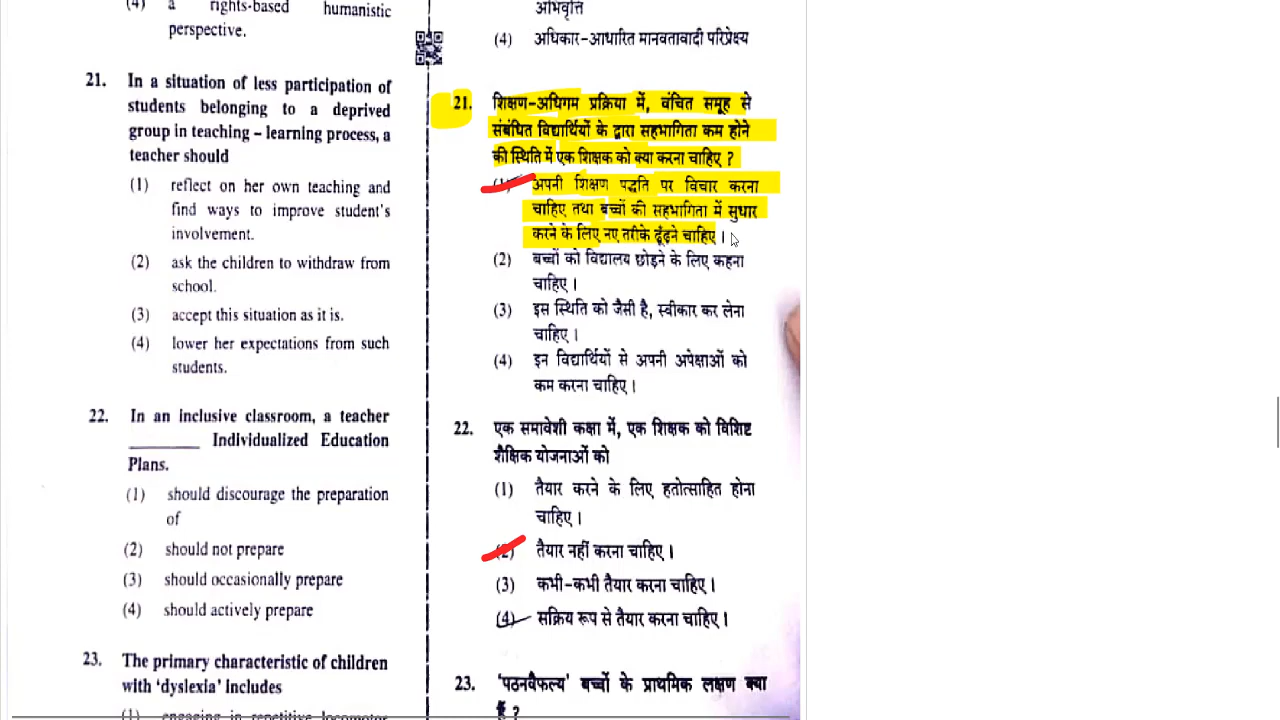 (4) a rights-based humanistic
perspective.
21. In a situation of less participation of
students belonging to a deprived
group in teaching – learning process, a
teacher should
(1) reflect on her own teaching and
find ways to improve student's
involvement.
(2) ask the children to withdraw from
school.
(3) accept this situation as it is.
(4) lower her expectations from such
students.
22. In an inclusive classroom, a teacher
________ Individualized Education
Plans.
(1) should discourage the preparation
of
(2) should not prepare
(3) should occasionally prepare
(4) should actively prepare
23. The primary characteristic of children
with 'dyslexia' includes
(1) engaging in repetitive locomotor
अभिवृत्ति
(4) अधिकार-आधारित मानवतावादी परिप्रेक्ष्य
21. शिक्षण-अधिगम प्रक्रिया में, वंचित समूह से
संबंधित विद्यार्थियों के द्वारा सहभागिता कम होने
की स्थिति में एक शिक्षक को क्या करना चाहिए ?
(1) अपनी शिक्षण पद्धति पर विचार करना
चाहिए तथा बच्चों की सहभागिता में सुधार
करने के लिए नए तरीके ढूँढ़ने चाहिए ।
(2) बच्चों को विद्यालय छोड़ने के लिए कहना
चाहिए ।
(3) इस स्थिति को जैसी है, स्वीकार कर लेना
चाहिए ।
(4) इन विद्यार्थियों से अपनी अपेक्षाओं को
कम करना चाहिए ।
22. एक समावेशी कक्षा में, एक शिक्षक को विशिष्ट
शैक्षिक योजनाओं को
(1) तैयार करने के लिए हतोत्साहित होना
चाहिए ।
(2) तैयार नहीं करना चाहिए ।
(3) कभी-कभी तैयार करना चाहिए ।
(4) सक्रिय रूप से तैयार करना चाहिए ।
23. 'पठनवैफल्य' बच्चों के प्राथमिक लक्षण क्या
हैं ?